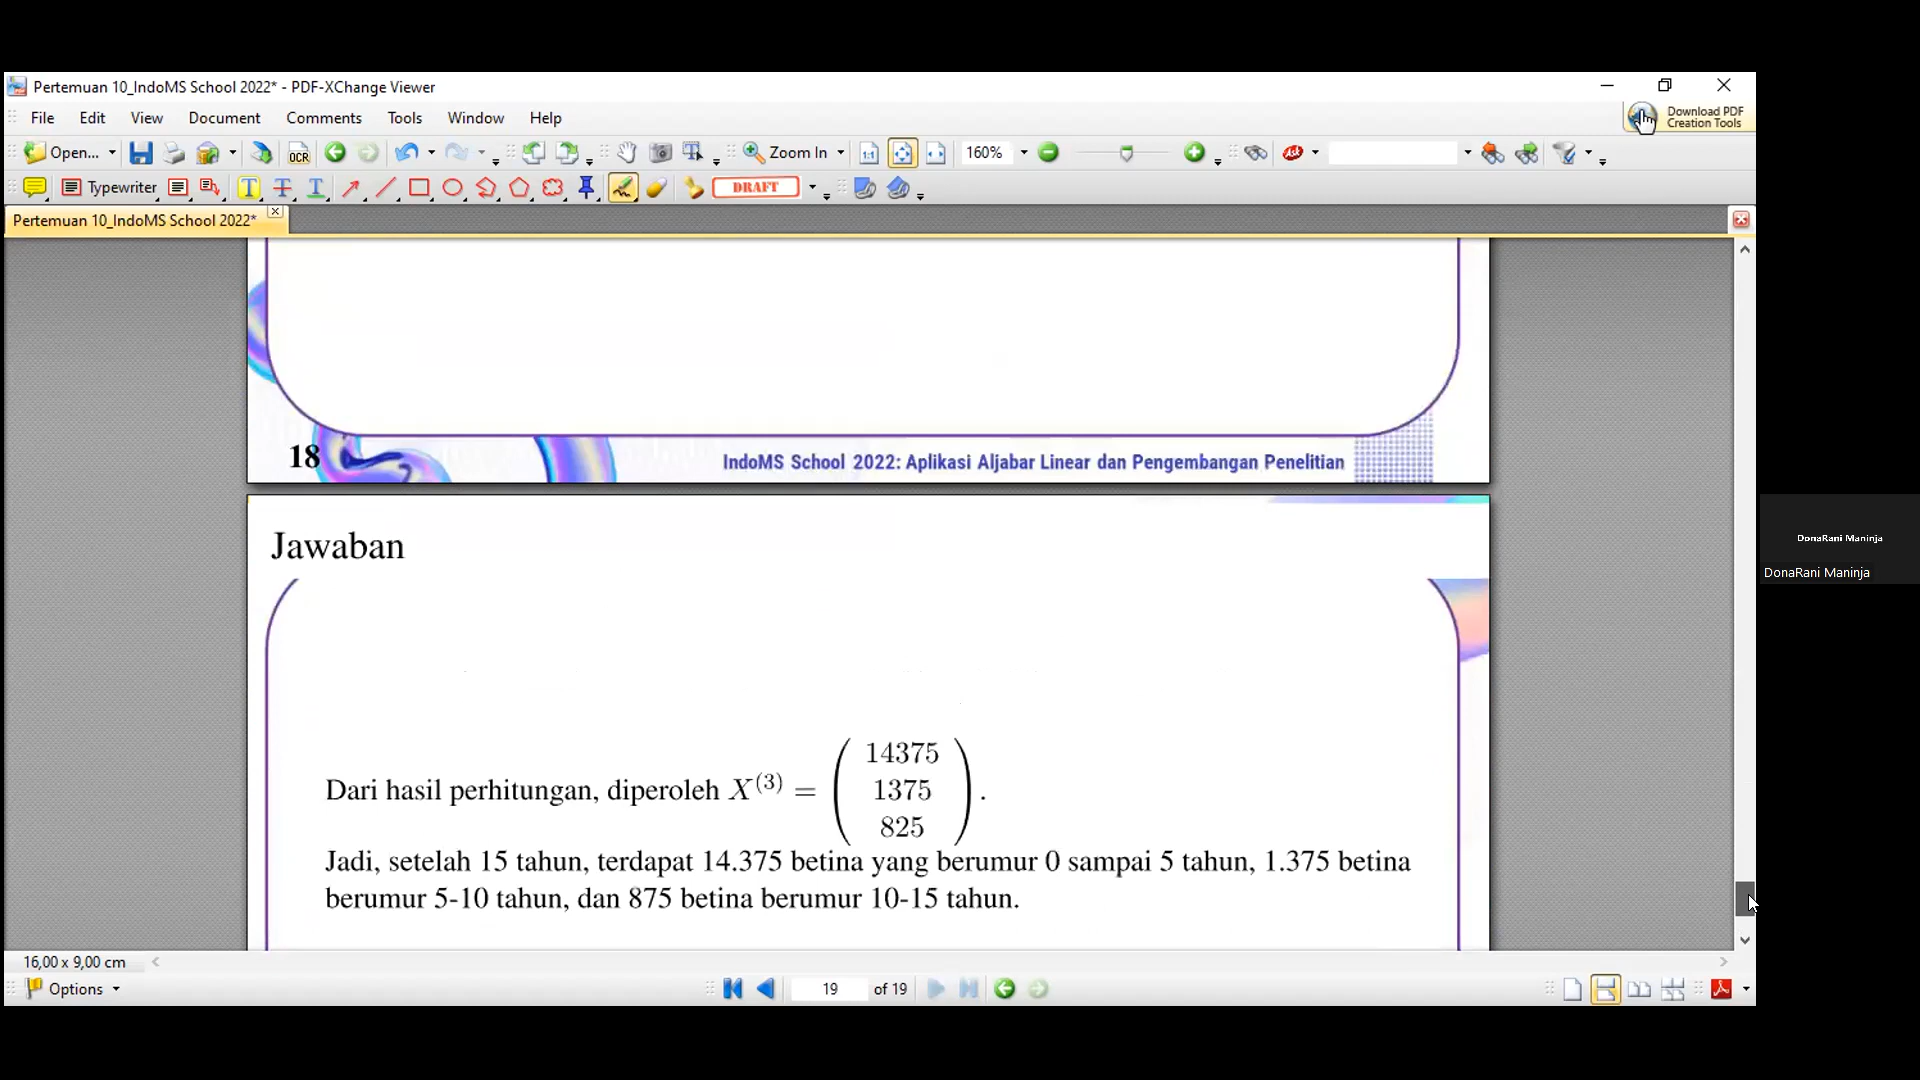 Pertemuan 10_IndoMS School 2022* - PDF-XChange Viewer
File Edit View Document Comments Tools Window Help
Download PDF
Creation Tools
Open... OCR Zoom In 1:1 160% Ask
Typewriter T T T DRAFT
Pertemuan 10_IndoMS School 2022*
18
IndoMS School 2022: Aplikasi Aljabar Linear dan Pengembangan Penelitian
Jawaban
14375
Dari hasil perhitungan, diperoleh X^(3) = ( 1375 ).
825
Jadi, setelah 15 tahun, terdapat 14.375 betina yang berumur 0 sampai 5 tahun, 1.375 betina
berumur 5-10 tahun, dan 875 betina berumur 10-15 tahun.
DonaRani Maninja
DonaRani Maninja
16,00 x 9,00 cm
Options 19 of 19